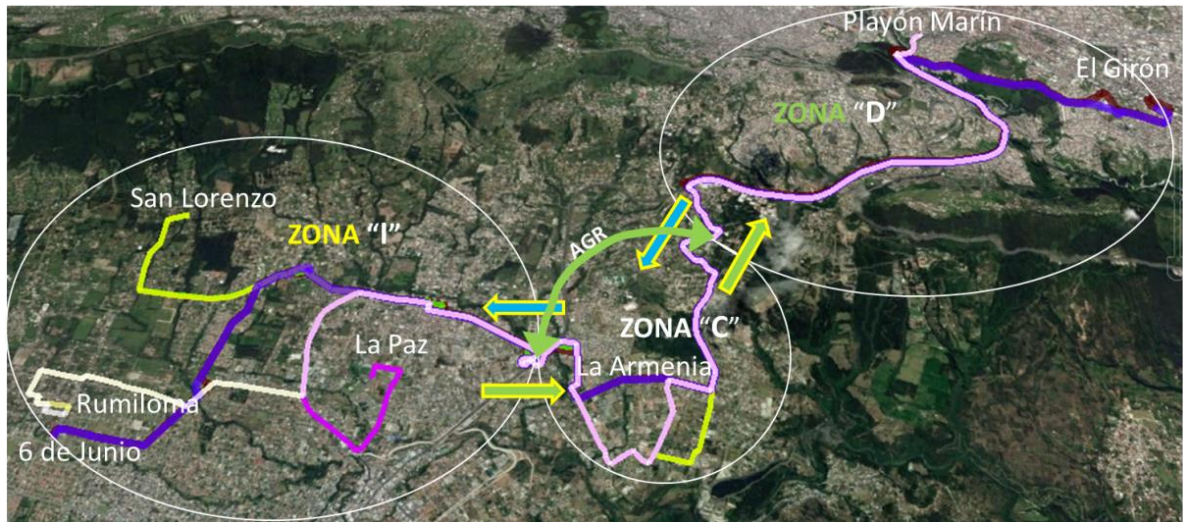 Playón Marín
El Girón
ZONA “D”
San Lorenzo
ZONA “I”
AGR
ZONA “C”
La Paz
La Armenia
Rumiloma
6 de Junio